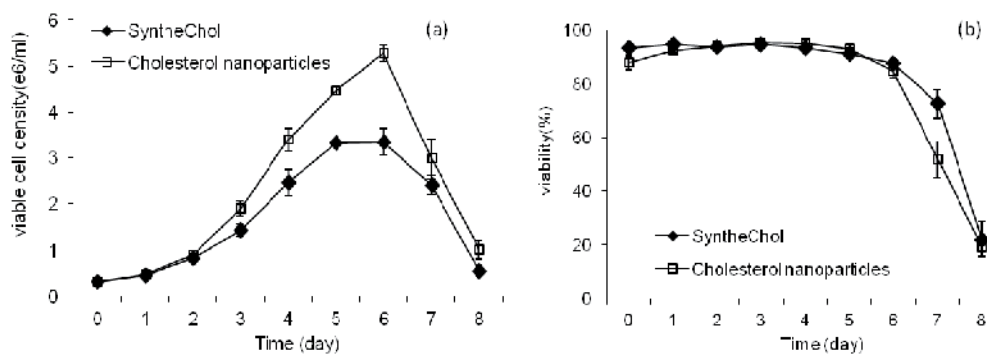 (a)
SyntheChol
Cholesterol nanoparticles
viable cell censity(e6/ml)
6
5
4
3
2
1
0
0 1 2 3 4 5 6 7 8
Time (day)
(b)
100
80
60
40
20
0
viability(%)
SyntheChol
Cholesterol nanoparticles
0 1 2 3 4 5 6 7 8
Time (day)